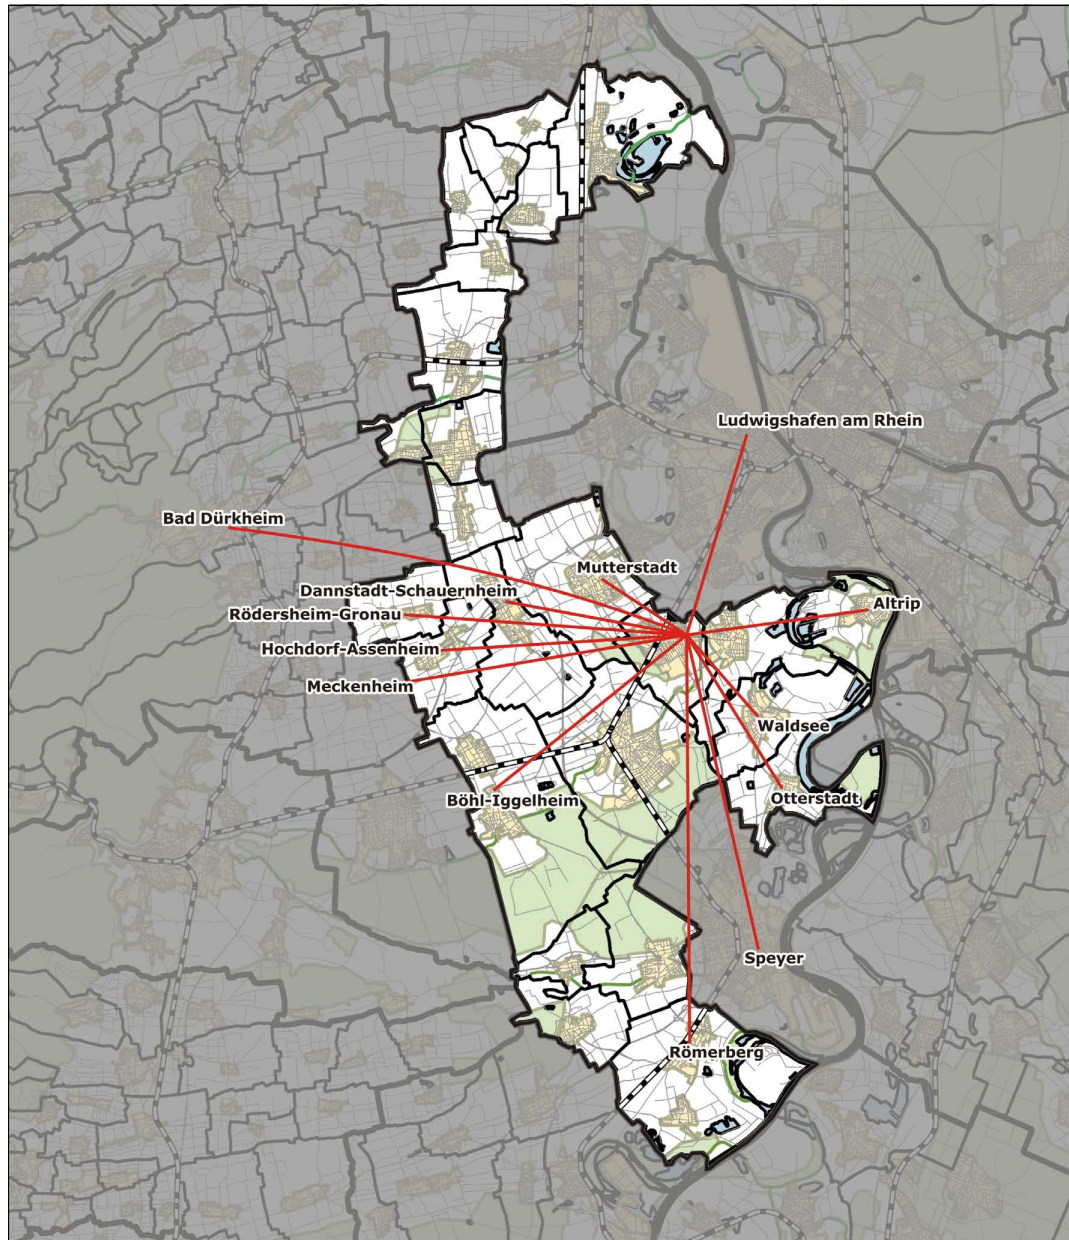 Ludwigshafen am Rhein
Bad Dürkheim
Mutterstadt
Dannstadt-Schauernheim
Altrip
Rödersheim-Gronau
Hochdorf-Assenheim
Meckenheim
Waldsee
Otterstadt
Böhl-Iggelheim
Speyer
Römerberg